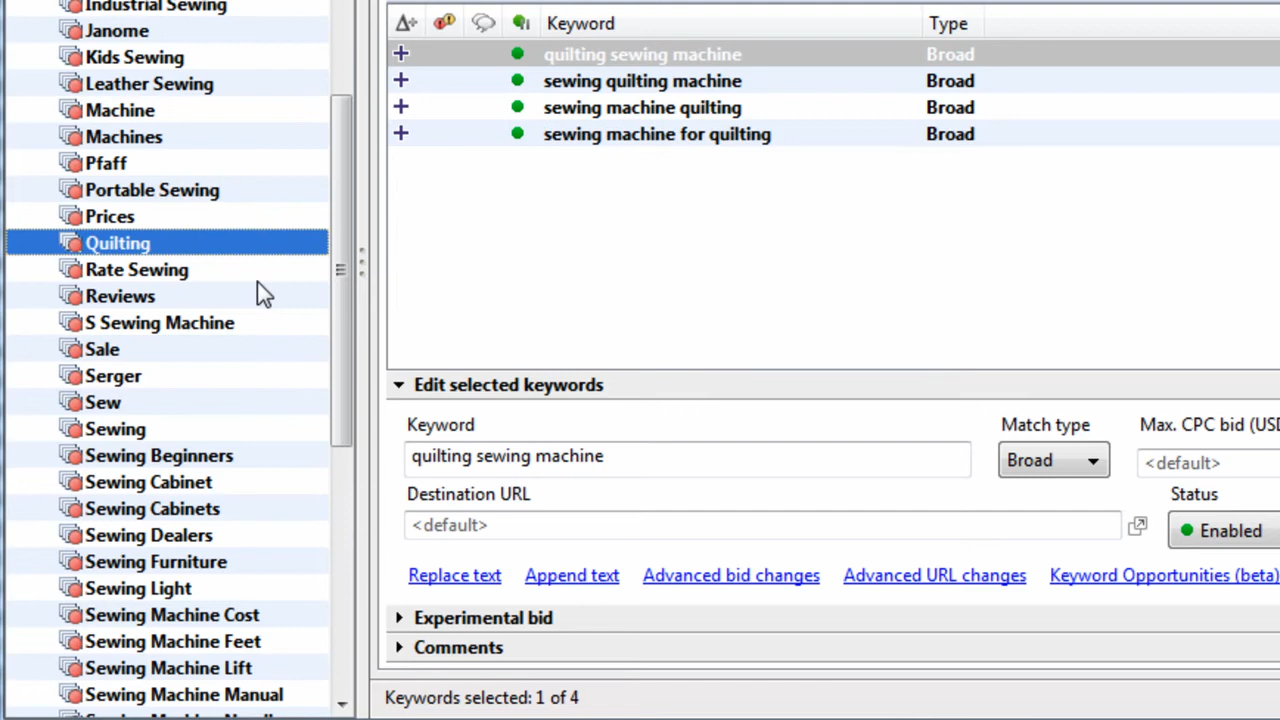 Industrial Sewing
Janome
Kids Sewing
Leather Sewing
Machine
Machines
Pfaff
Portable Sewing
Prices
Quilting
Rate Sewing
Reviews
S Sewing Machine
Sale
Serger
Sew
Sewing
Sewing Beginners
Sewing Cabinet
Sewing Cabinets
Sewing Dealers
Sewing Furniture
Sewing Light
Sewing Machine Cost
Sewing Machine Feet
Sewing Machine Lift
Sewing Machine Manual
Keyword Type
quilting sewing machine Broad
sewing quilting machine Broad
sewing machine quilting Broad
sewing machine for quilting Broad
Edit selected keywords
Keyword Match type Max. CPC bid (USD
quilting sewing machine Broad <default>
Destination URL Status
<default> Enabled
Replace text Append text Advanced bid changes Advanced URL changes Keyword Opportunities (beta)
Experimental bid
Comments
Keywords selected: 1 of 4